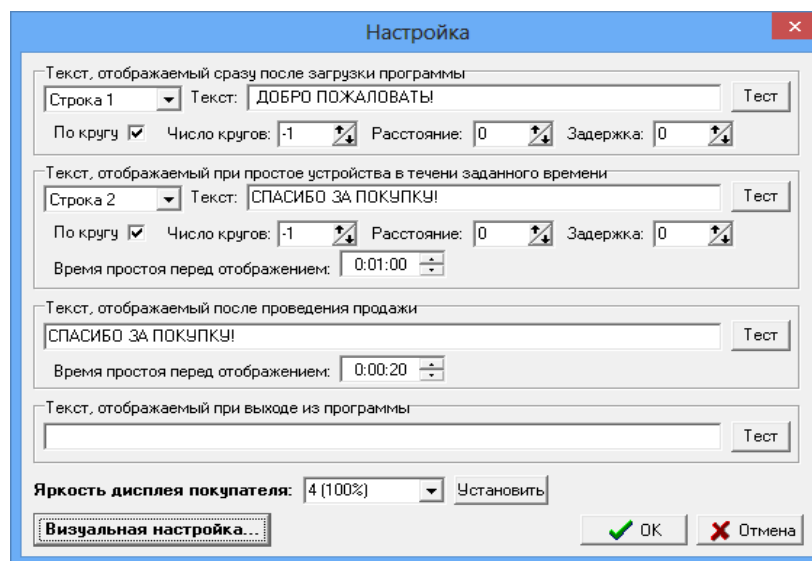 Настройка
Текст, отображаемый сразу после загрузки программы
Строка 1 Текст: ДОБРО ПОЖАЛОВАТЬ! Тест
По кругу Число кругов: -1 Расстояние: 0 Задержка: 0
Текст, отображаемый при простое устройства в течени заданного времени
Строка 2 Текст: СПАСИБО ЗА ПОКУПКУ! Тест
По кругу Число кругов: -1 Расстояние: 0 Задержка: 0
Время простоя перед отображением: 0:01:00
Текст, отображаемый после проведения продажи
СПАСИБО ЗА ПОКУПКУ! Тест
Время простоя перед отображением: 0:00:20
Текст, отображаемый при выходе из программы
Тест
Яркость дисплея покупателя: 4 (100%) Установить
Визуальная настройка... OK Отмена